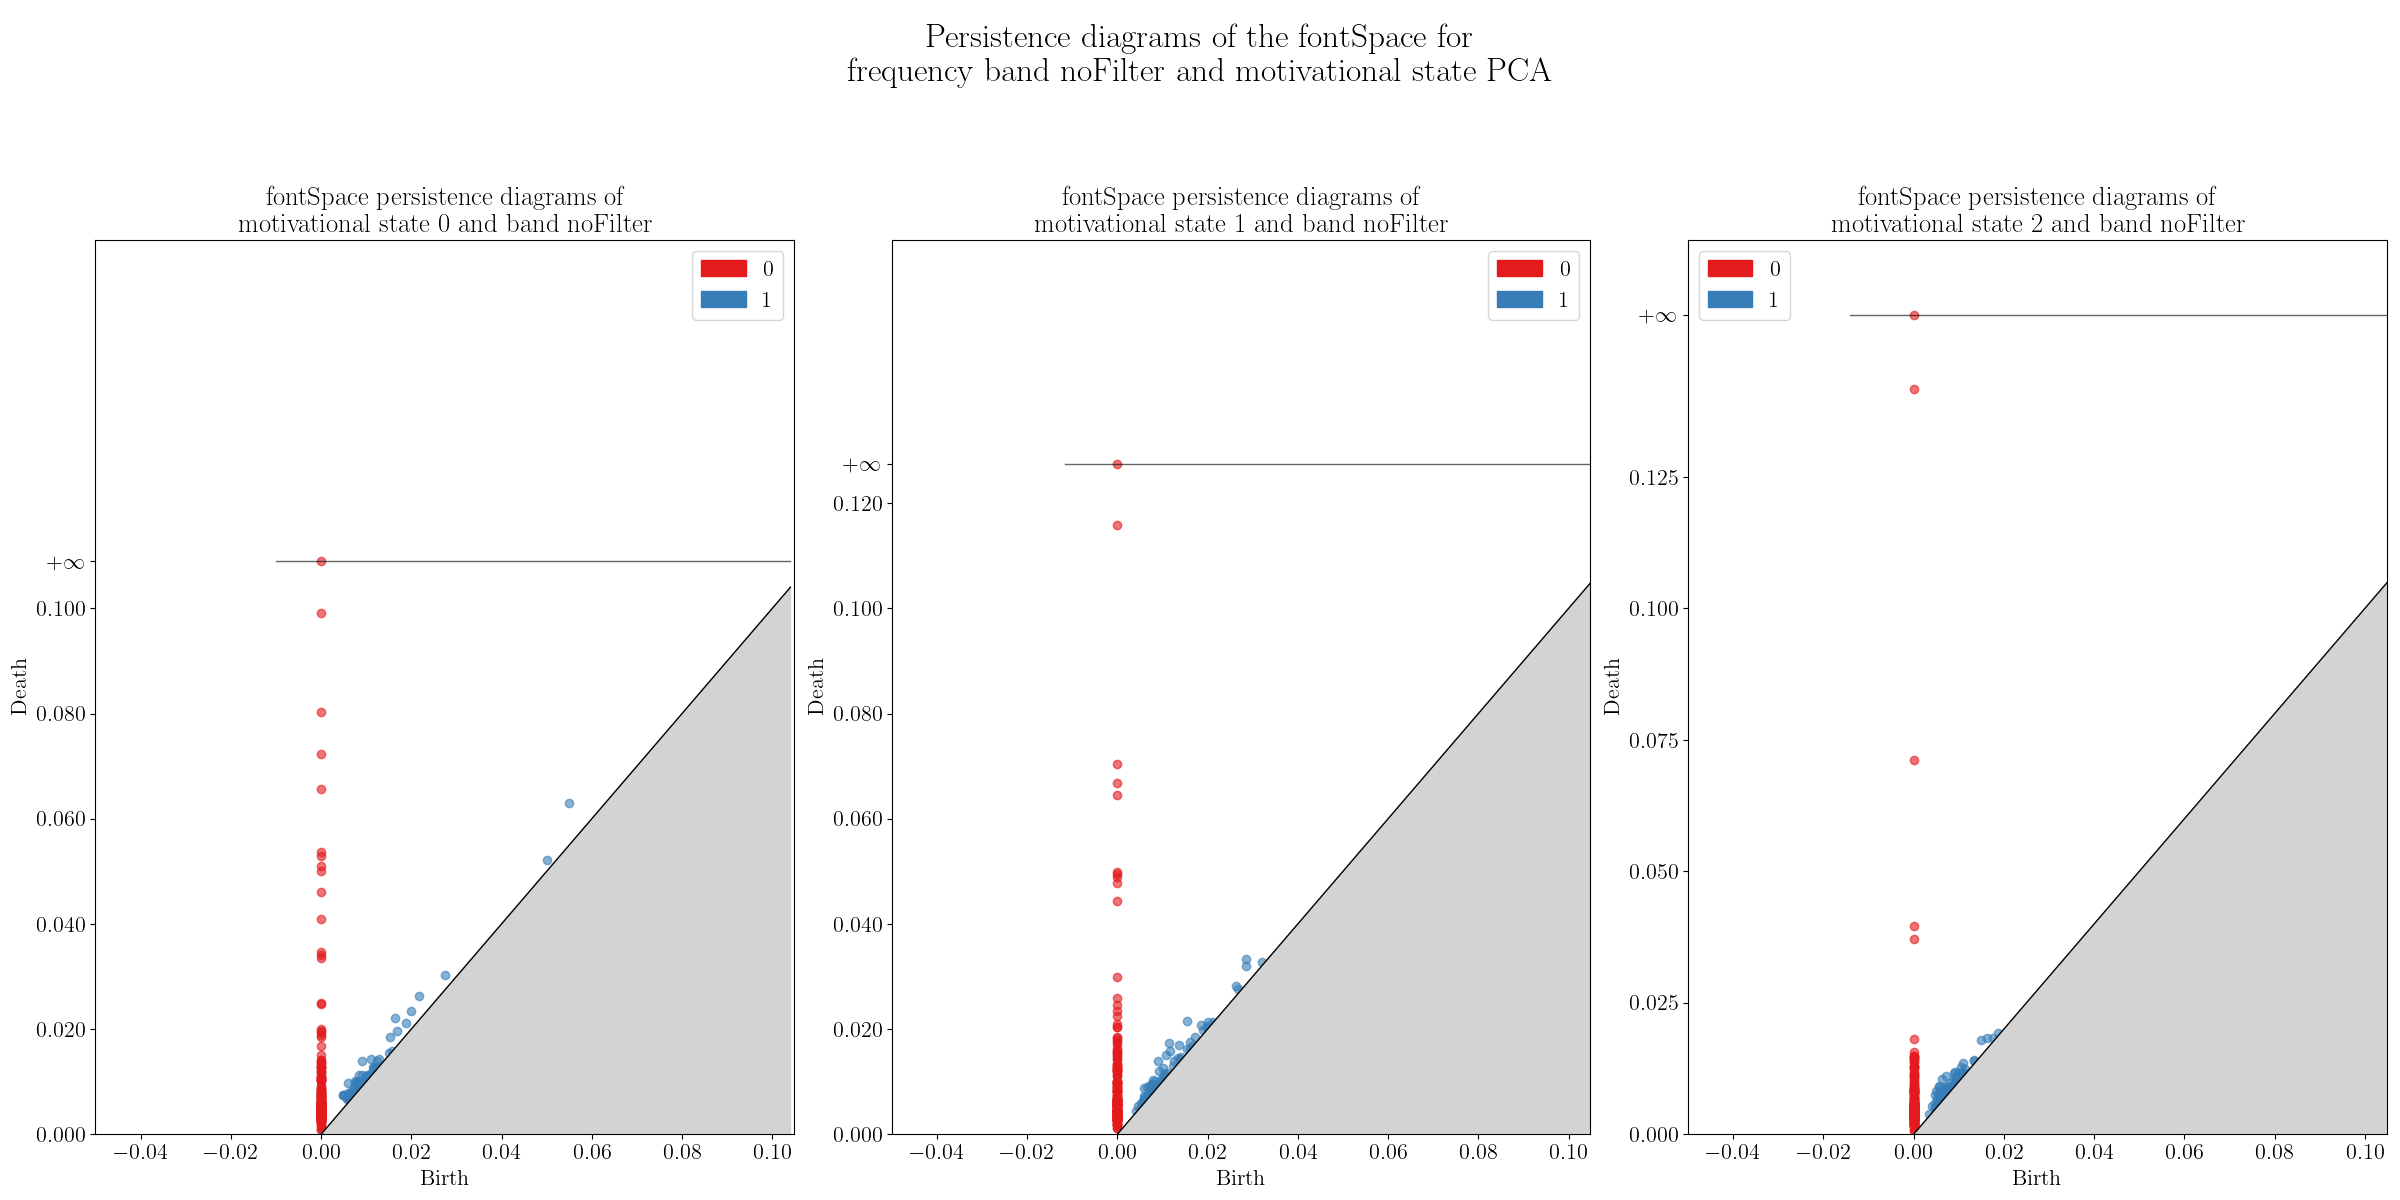 Persistence diagrams of the fontSpace for
frequency band noFilter and motivational state PCA
fontSpace persistence diagrams of
motivational state 0 and band noFilter
0
1
+∞
0.100
0.080
0.060
0.040
0.020
0.000
Death
−0.04 −0.02 0.00 0.02 0.04 0.06 0.08 0.10
Birth
fontSpace persistence diagrams of
motivational state 1 and band noFilter
0
1
+∞
0.120
0.100
0.080
0.060
0.040
0.020
0.000
Death
−0.04 −0.02 0.00 0.02 0.04 0.06 0.08 0.10
Birth
fontSpace persistence diagrams of
motivational state 2 and band noFilter
0
1
+∞
0.125
0.100
0.075
0.050
0.025
0.000
Death
−0.04 −0.02 0.00 0.02 0.04 0.06 0.08 0.10
Birth